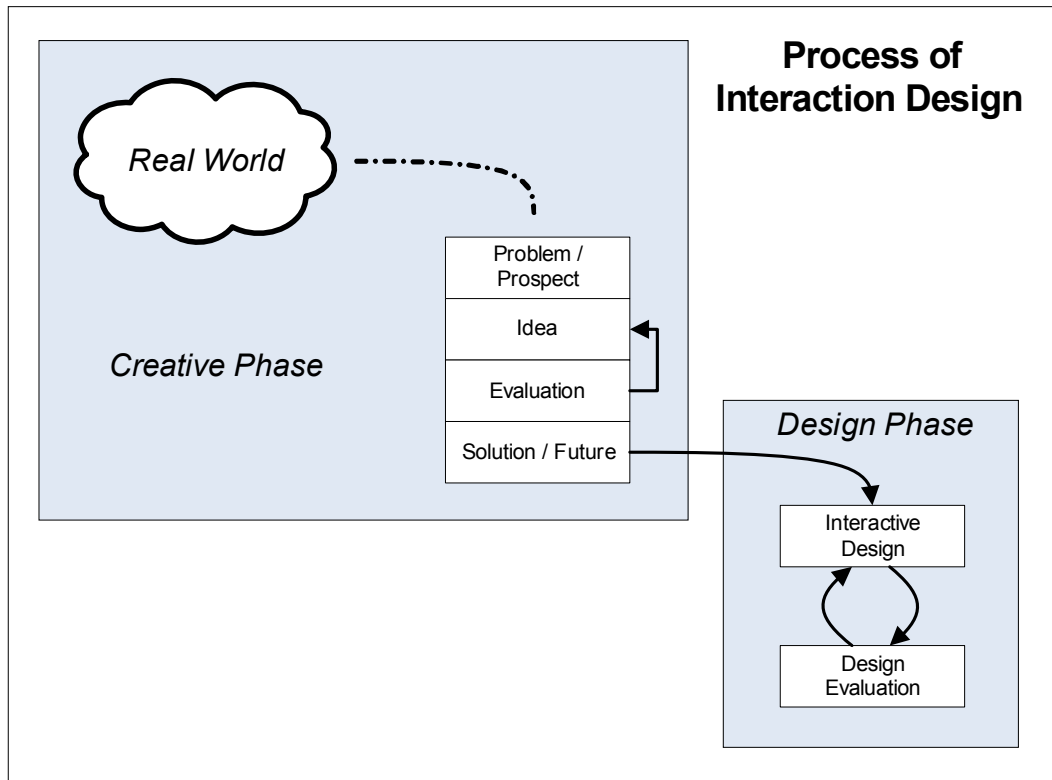 Process of
Interaction Design
Real World
Problem /
Prospect
Idea
Creative Phase
Evaluation
Solution / Future
Design Phase
Interactive
Design
Design
Evaluation